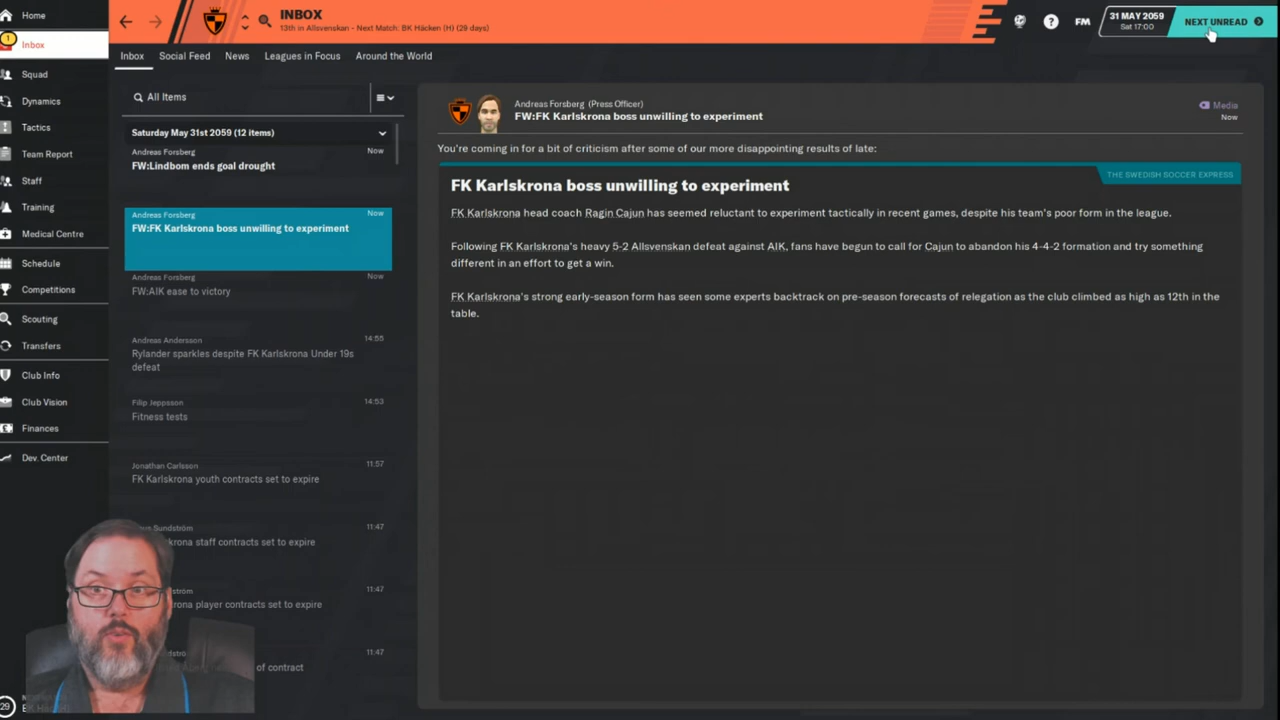 Home
INBOX
13th in Allsvenskan - Next Match: BK Häcken (H) (29 days)
FM
31 MAY 2059
Sat 17:00
NEXT UNREAD
1
Inbox
Squad
Dynamics
Tactics
Team Report
Staff
Training
Medical Centre
Schedule
Competitions
Scouting
Transfers
Club Info
Club Vision
Finances
Dev. Center
29
Inbox
Social Feed
News
Leagues in Focus
Around the World
All Items
Saturday May 31st 2059 (12 items)
Andreas Forsberg
Now
FW:Lindbom ends goal drought
Andreas Forsberg
Now
FW:FK Karlskrona boss unwilling to experiment
Andreas Forsberg
Now
FW:AIK ease to victory
Andreas Andersson
14:55
Rylander sparkles despite FK Karlskrona Under 19s
defeat
Filip Jeppsson
14:53
Fitness tests
Jonathan Carlsson
11:57
FK Karlskrona youth contracts set to expire
Sundström
11:47
krona staff contracts set to expire
ström
11:47
krona player contracts set to expire
11:47
of contract
Andreas Forsberg (Press Officer)
FW:FK Karlskrona boss unwilling to experiment
Media
Now
You're coming in for a bit of criticism after some of our more disappointing results of late:
THE SWEDISH SOCCER EXPRESS
FK Karlskrona boss unwilling to experiment
FK Karlskrona head coach Ragin Cajun has seemed reluctant to experiment tactically in recent games, despite his team's poor form in the league.
Following FK Karlskrona's heavy 5-2 Allsvenskan defeat against AIK, fans have begun to call for Cajun to abandon his 4-4-2 formation and try something
different in an effort to get a win.
FK Karlskrona's strong early-season form has seen some experts backtrack on pre-season forecasts of relegation as the club climbed as high as 12th in the
table.